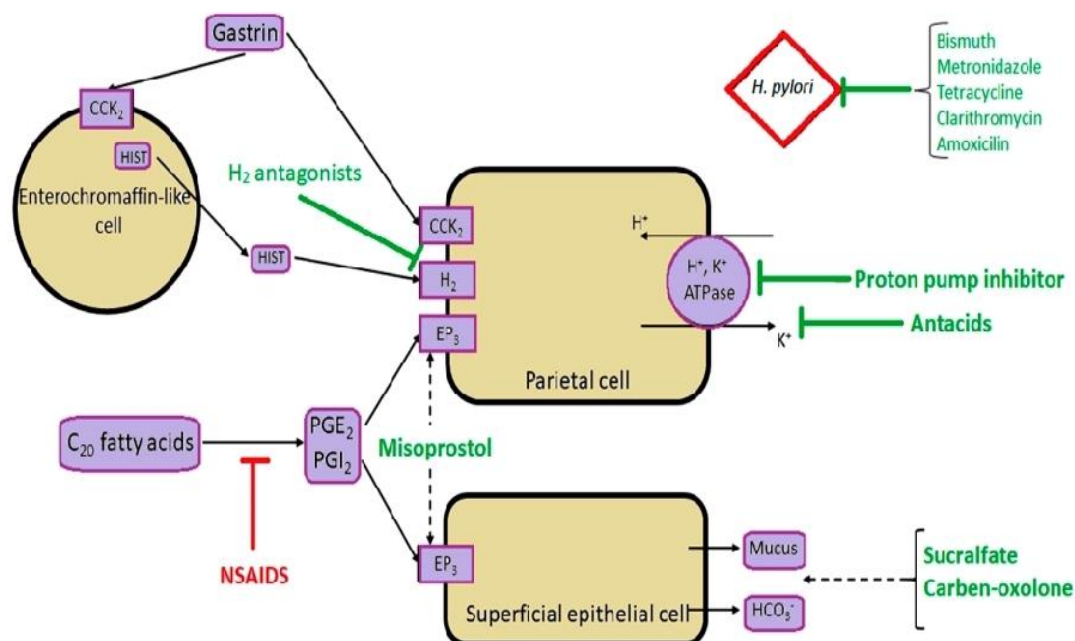 Gastrin
CCK₂
HIST
Enterochromaffin-like
cell
HIST
H₂ antagonists
CCK₂
H₂
EP₃
Parietal cell
H⁺
H⁺, K⁺
ATPase
K⁺
H. pylori
Bismuth
Metronidazole
Tetracycline
Clarithromycin
Amoxicilin
Proton pump inhibitor
Antacids
C₂₀ fatty acids
PGE₂
PGI₂
Misoprostol
NSAIDS
EP₃
Superficial epithelial cell
Mucus
HCO₃⁻
Sucralfate
Carben-oxolone